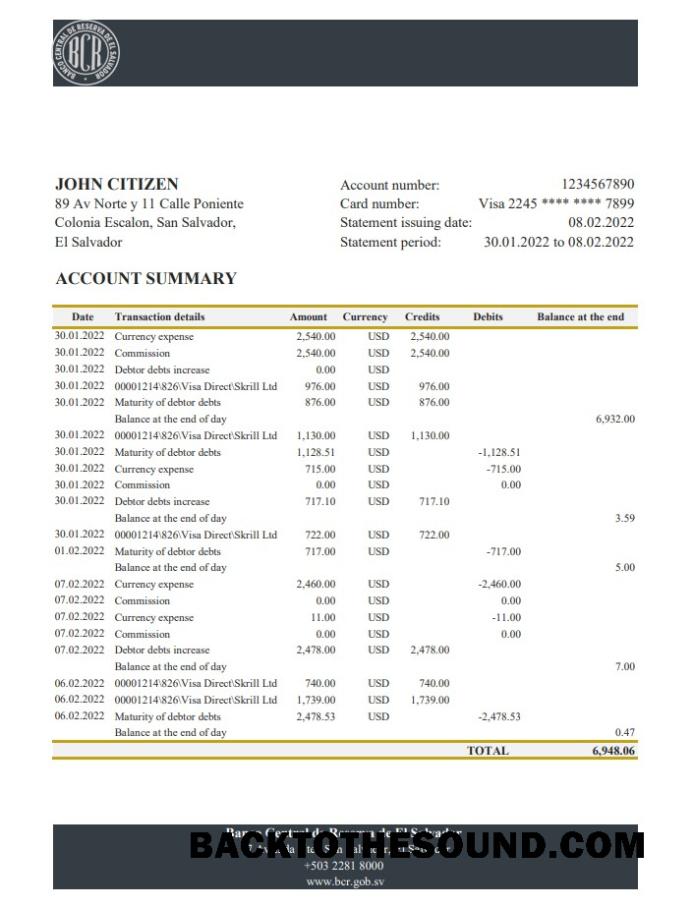 BANCO CENTRAL DE RESERVA DE EL SALVADOR
BCR
JOHN CITIZEN
89 Av Norte y 11 Calle Poniente
Colonia Escalon, San Salvador,
El Salvador
Account number: 1234567890
Card number: Visa 2245 **** **** 7899
Statement issuing date: 08.02.2022
Statement period: 30.01.2022 to 08.02.2022
ACCOUNT SUMMARY
Date Transaction details Amount Currency Credits Debits Balance at the end
30.01.2022 Currency expense 2,540.00 USD 2,540.00
30.01.2022 Commission 2,540.00 USD 2,540.00
30.01.2022 Debtor debts increase 0.00 USD
30.01.2022 00001214\826\Visa Direct\Skrill Ltd 976.00 USD 976.00
30.01.2022 Maturity of debtor debts 876.00 USD 876.00
Balance at the end of day 6,932.00
30.01.2022 00001214\826\Visa Direct\Skrill Ltd 1,130.00 USD 1,130.00
30.01.2022 Maturity of debtor debts 1,128.51 USD -1,128.51
30.01.2022 Currency expense 715.00 USD -715.00
30.01.2022 Commission 0.00 USD 0.00
30.01.2022 Debtor debts increase 717.10 USD 717.10
Balance at the end of day 3.59
30.01.2022 00001214\826\Visa Direct\Skrill Ltd 722.00 USD 722.00
01.02.2022 Maturity of debtor debts 717.00 USD -717.00
Balance at the end of day 5.00
07.02.2022 Currency expense 2,460.00 USD -2,460.00
07.02.2022 Commission 0.00 USD 0.00
07.02.2022 Currency expense 11.00 USD -11.00
07.02.2022 Commission 0.00 USD 0.00
07.02.2022 Debtor debts increase 2,478.00 USD 2,478.00
Balance at the end of day 7.00
06.02.2022 00001214\826\Visa Direct\Skrill Ltd 740.00 USD 740.00
06.02.2022 00001214\826\Visa Direct\Skrill Ltd 1,739.00 USD 1,739.00
06.02.2022 Maturity of debtor debts 2,478.53 USD -2,478.53
Balance at the end of day 0.47
TOTAL 6,948.06
Banco Central de Reserva de El Salvador
BACKTOTHESOUND.COM
+503 2281 8000
www.bcr.gob.sv